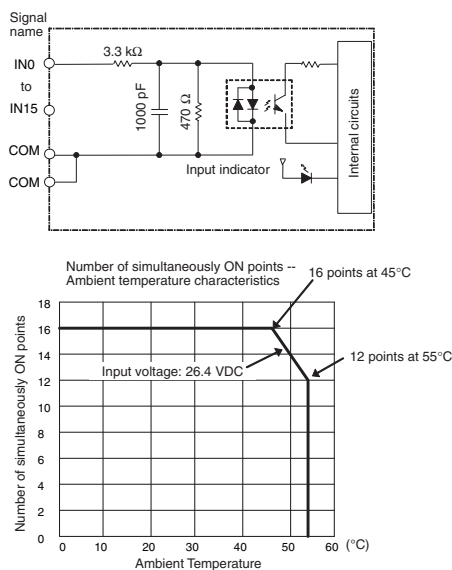 Signal
name
3.3 kΩ
IN0
to
IN15
1000 pF
470 Ω
COM
COM
Input indicator
Internal circuits
Number of simultaneously ON points --
Ambient temperature characteristics
16 points at 45°C
12 points at 55°C
Input voltage: 26.4 VDC
Number of simultaneously ON points
18
16
14
12
10
8
6
4
2
0
0 10 20 30 40 50 60 (°C)
Ambient Temperature